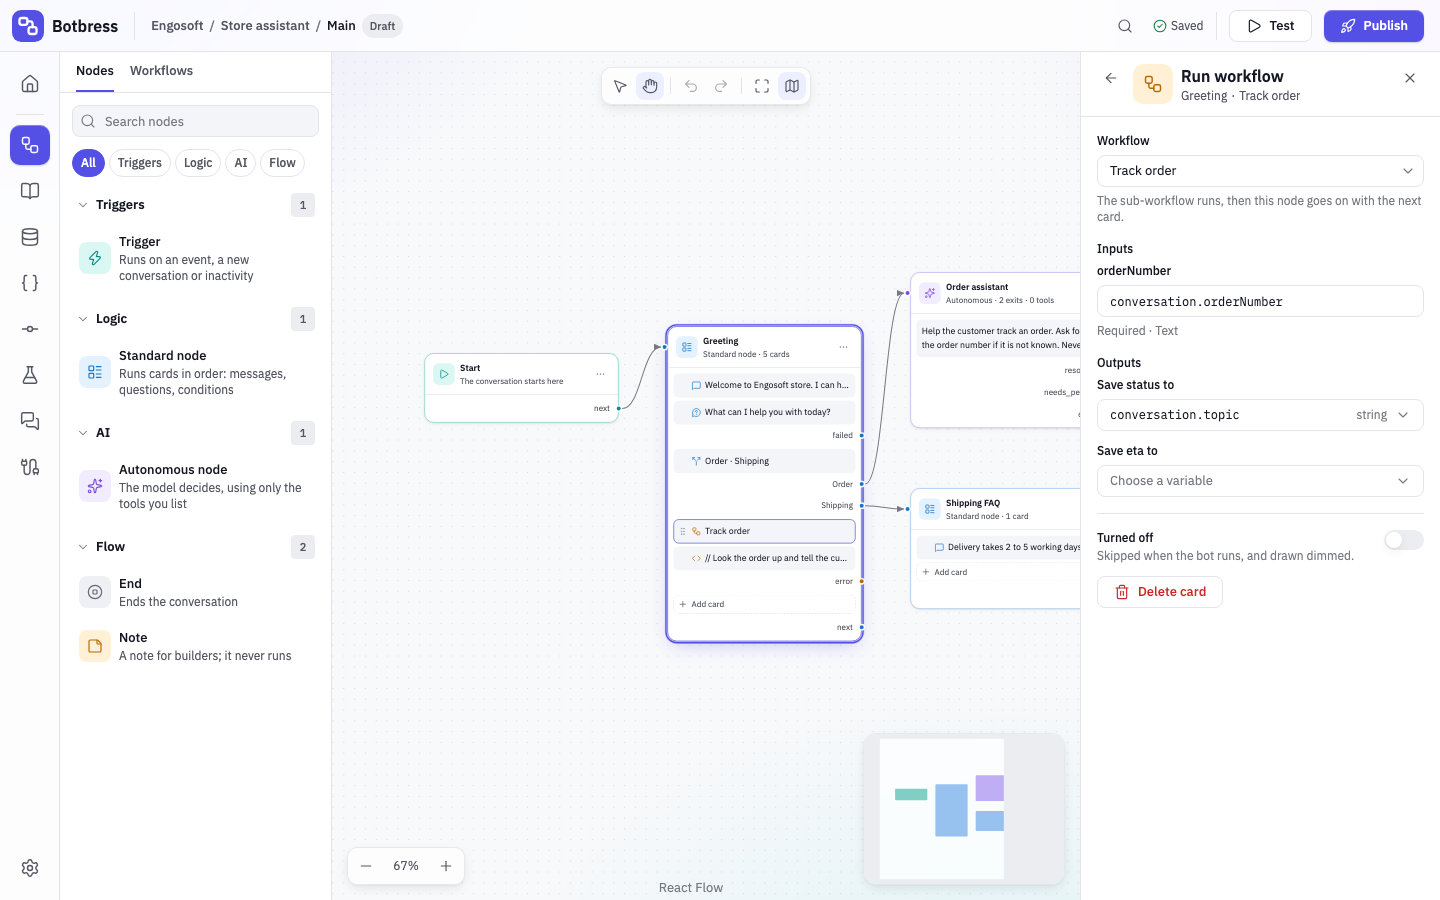 Botbress
Engosoft / Store assistant / Main Draft
Saved
Test
Publish
Nodes
Workflows
Search nodes
All
Triggers
Logic
AI
Flow
Triggers
1
Trigger
Runs on an event, a new
conversation or inactivity
Logic
1
Standard node
Runs cards in order: messages,
questions, conditions
AI
1
Autonomous node
The model decides, using only the
tools you list
Flow
2
End
Ends the conversation
Note
A note for builders; it never runs
Start
The conversation starts here
next
Greeting
Standard node · 5 cards
Welcome to Engosoft store. I can h...
What can I help you with today?
failed
Order · Shipping
Order
Shipping
Track order
// Look the order up and tell the cu...
error
Add card
next
Order assistant
Autonomous · 2 exits · 0 tools
Help the customer track an order. Ask fo
the order number if it is not known. Neve
reso
needs_pe
Shipping FAQ
Standard node · 1 card
Delivery takes 2 to 5 working days
Add card
67%
React Flow
Run workflow
Greeting · Track order
Workflow
Track order
The sub-workflow runs, then this node goes on with the next
card.
Inputs
orderNumber
conversation.orderNumber
Required · Text
Outputs
Save status to
conversation.topic
string
Save eta to
Choose a variable
Turned off
Skipped when the bot runs, and drawn dimmed.
Delete card